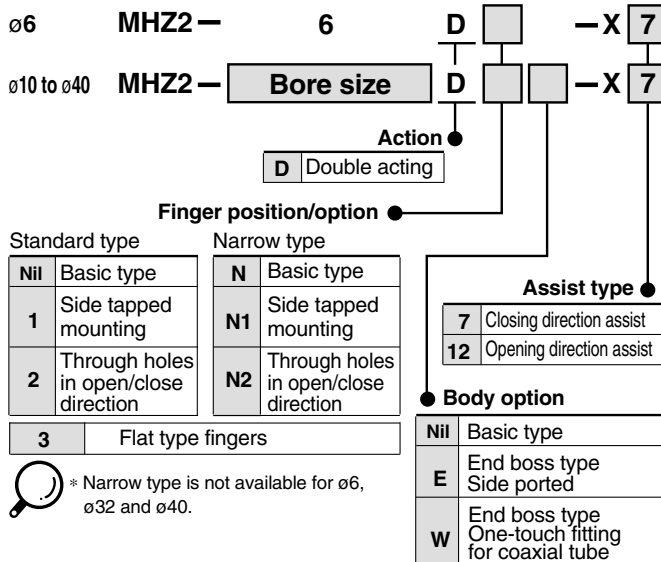 ø6 MHZ2 — 6 D — X 7
ø10 to ø40 MHZ2 — Bore size D — X 7
Action
D Double acting
Finger position/option
Standard type
Nil Basic type
1 Side tapped
mounting
2 Through holes
in open/close
direction
Narrow type
N Basic type
N1 Side tapped
mounting
N2 Through holes
in open/close
direction
3 Flat type fingers
* Narrow type is not available for ø6,
ø32 and ø40.
Assist type
7 Closing direction assist
12 Opening direction assist
Body option
Nil Basic type
E End boss type
Side ported
W End boss type
One-touch fitting
for coaxial tube